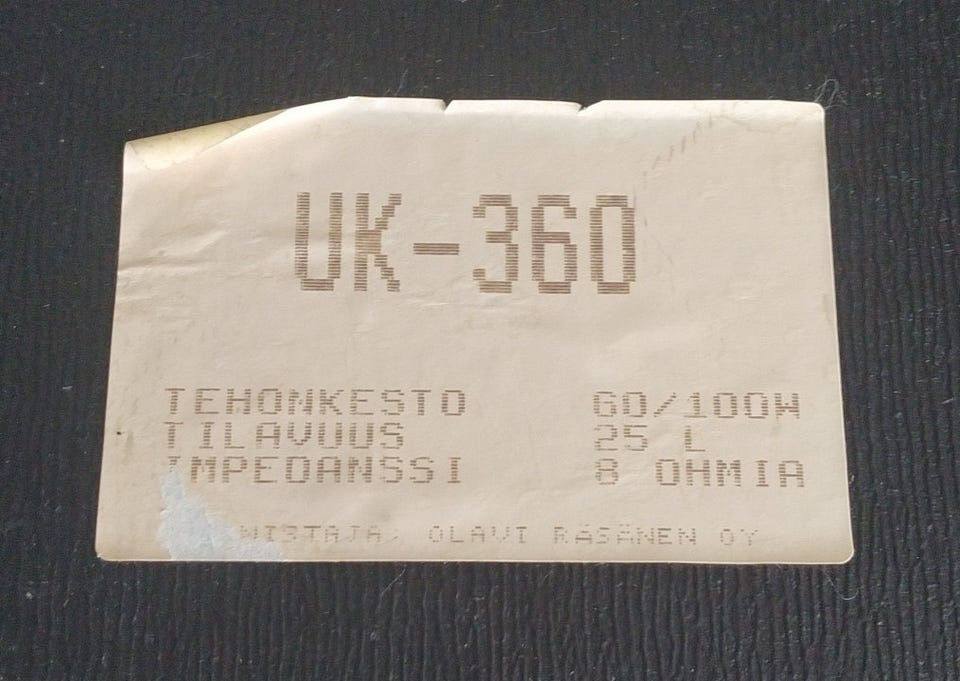 UK-360
TEHONKESTO 60/100W
TILAVUUS 25 L
IMPEDANSSI 8 OHMIA
OLAVI RÄSÄNEN OY